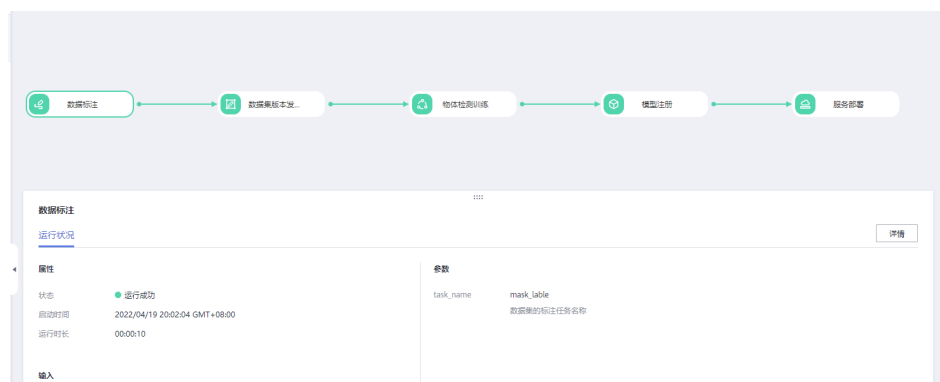 数据标注
数据集版本发...
物体检测训练
模型注册
服务部署
数据标注
运行状况
详情
属性
参数
状态
运行成功
task_name
mask_lable
启动时间
2022/04/19 20:02:04 GMT+08:00
数据集的标注任务名称
运行时长
00:00:10
输入